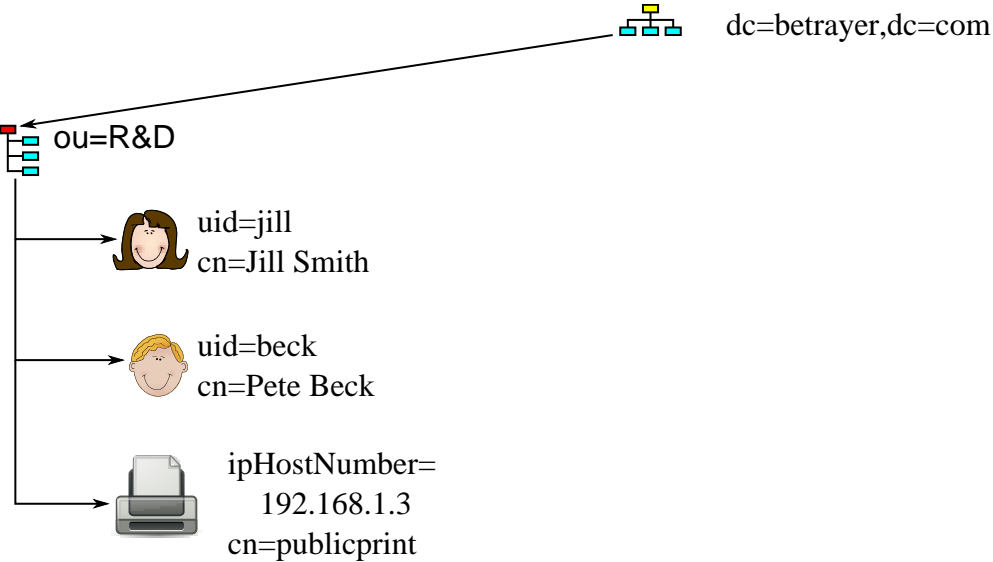 dc=betrayer,dc=com
ou=R&D
uid=jill
cn=Jill Smith
uid=beck
cn=Pete Beck
ipHostNumber=
192.168.1.3
cn=publicprint